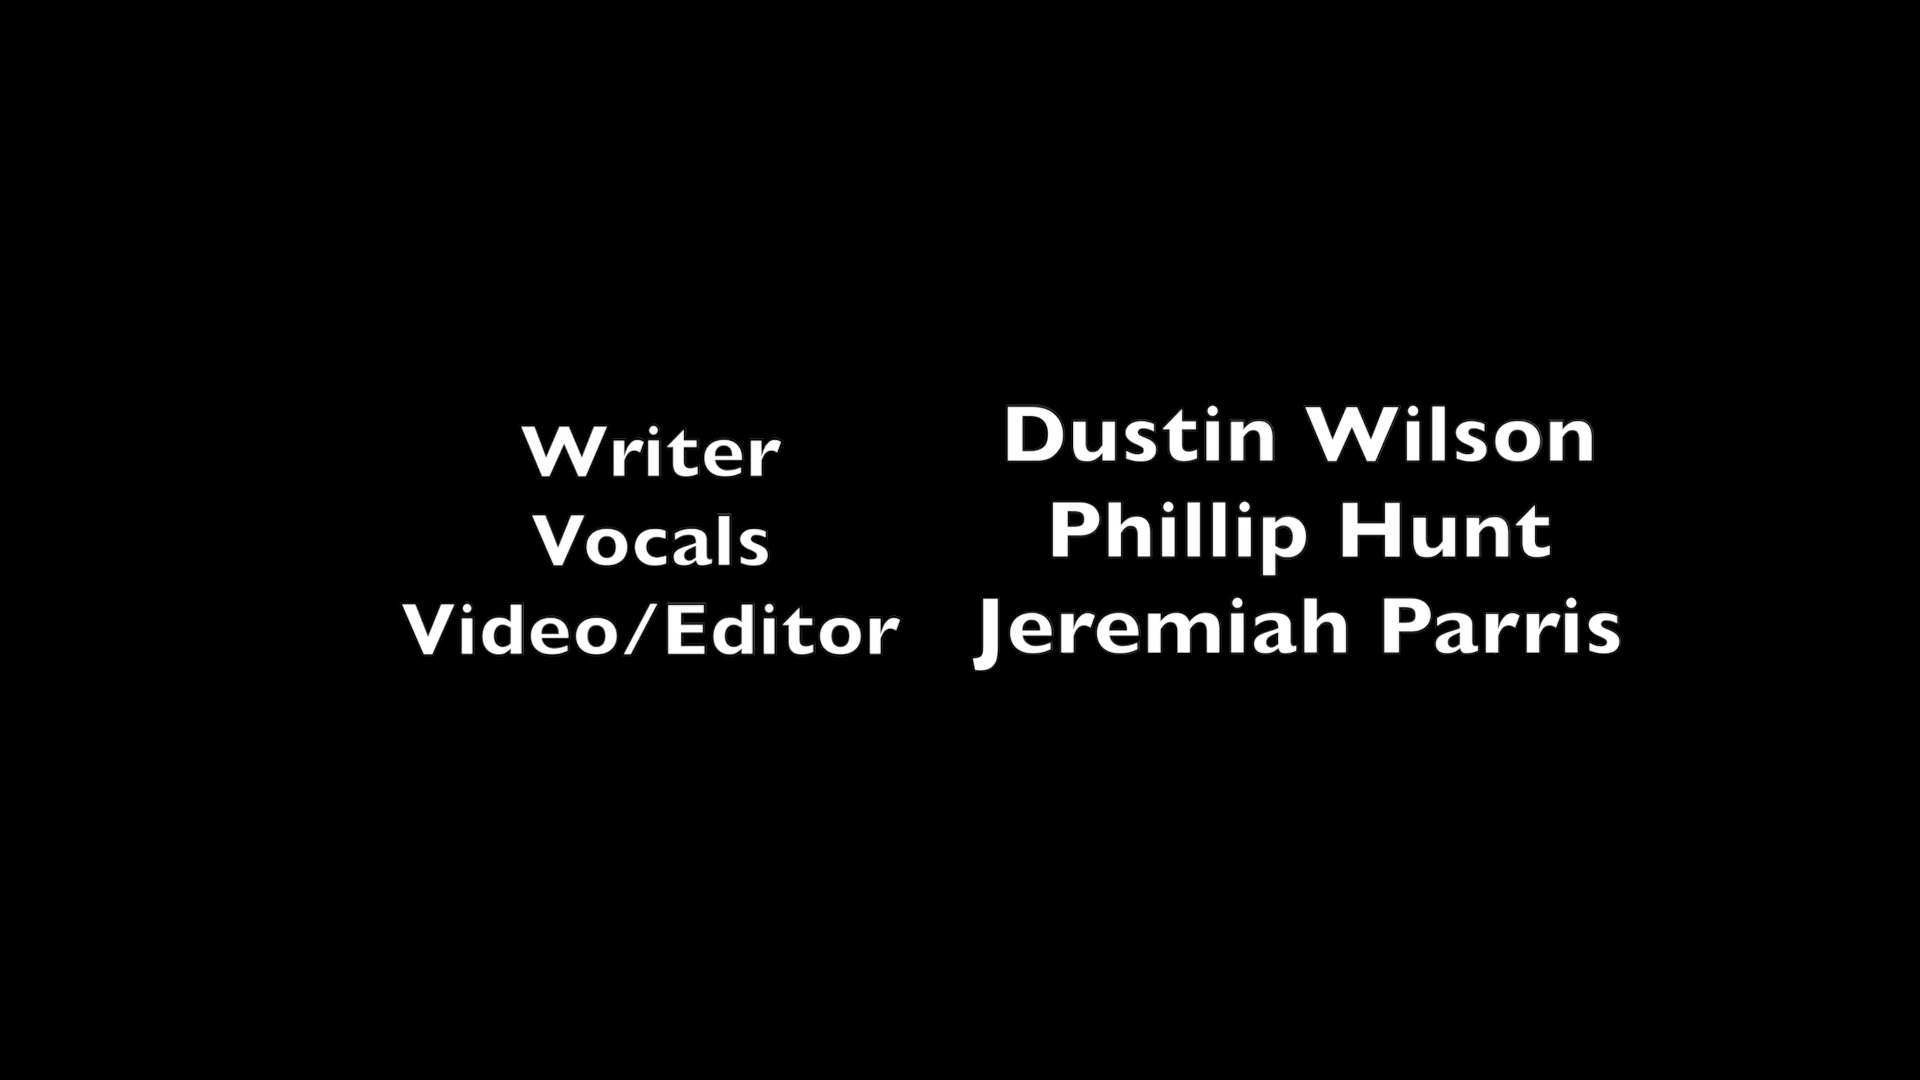 Writer Dustin Wilson
Vocals Phillip Hunt
Video/Editor Jeremiah Parris